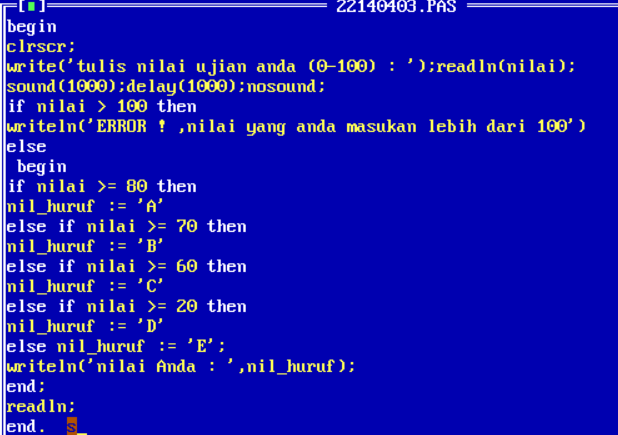 [■] 22140403.PAS
begin
clrscr;
write('tulis nilai ujian anda (0-100) : ');readln(nilai);
sound(1000);delay(1000);nosound;
if nilai > 100 then
writeln('ERROR ! ,nilai yang anda masukan lebih dari 100')
else
 begin
if nilai >= 80 then
nil_huruf := 'A'
else if nilai >= 70 then
nil_huruf := 'B'
else if nilai >= 60 then
nil_huruf := 'C'
else if nilai >= 20 then
nil_huruf := 'D'
else nil_huruf := 'E';
writeln('nilai Anda : ',nil_huruf);
end;
readln;
end.  s_